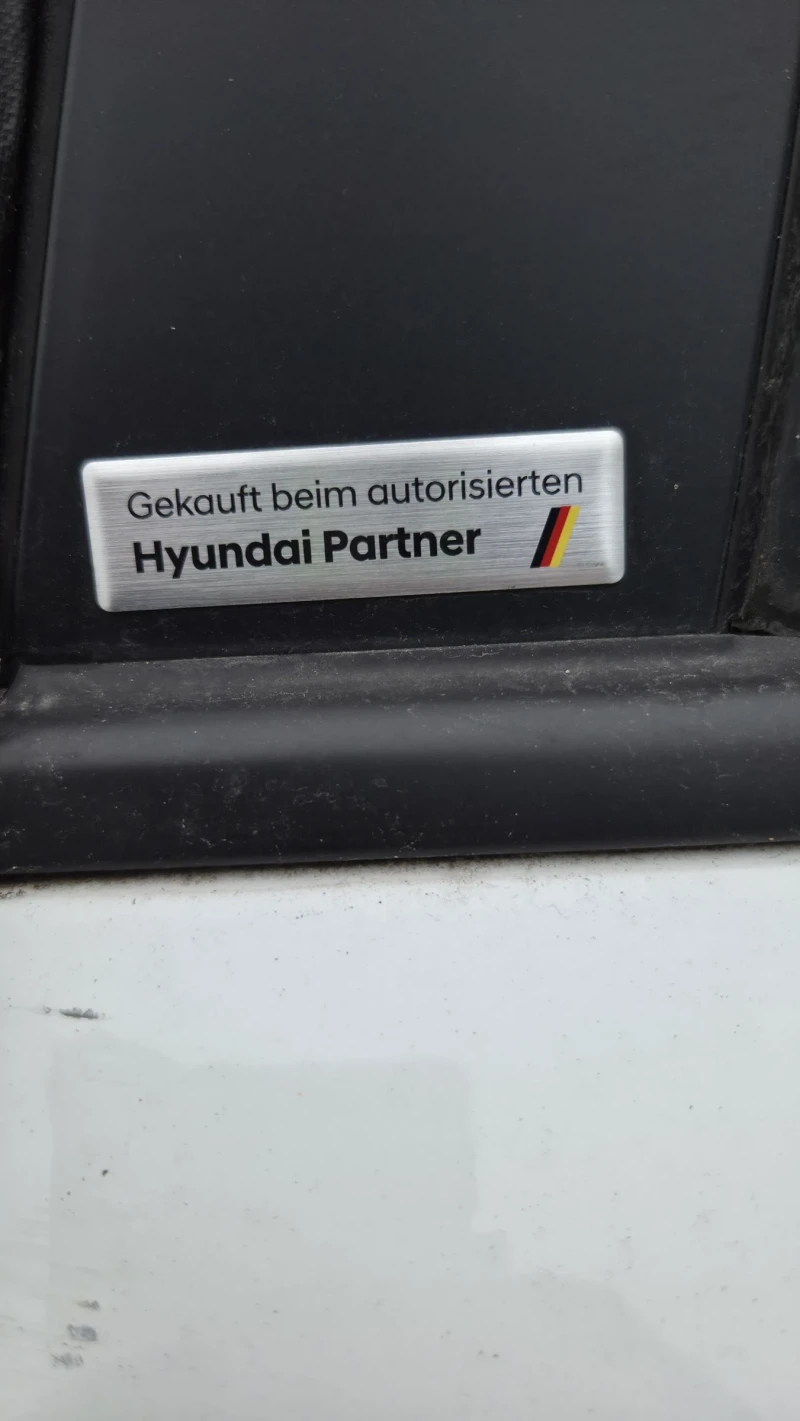 Gekauft beim autorisierten
Hyundai Partner